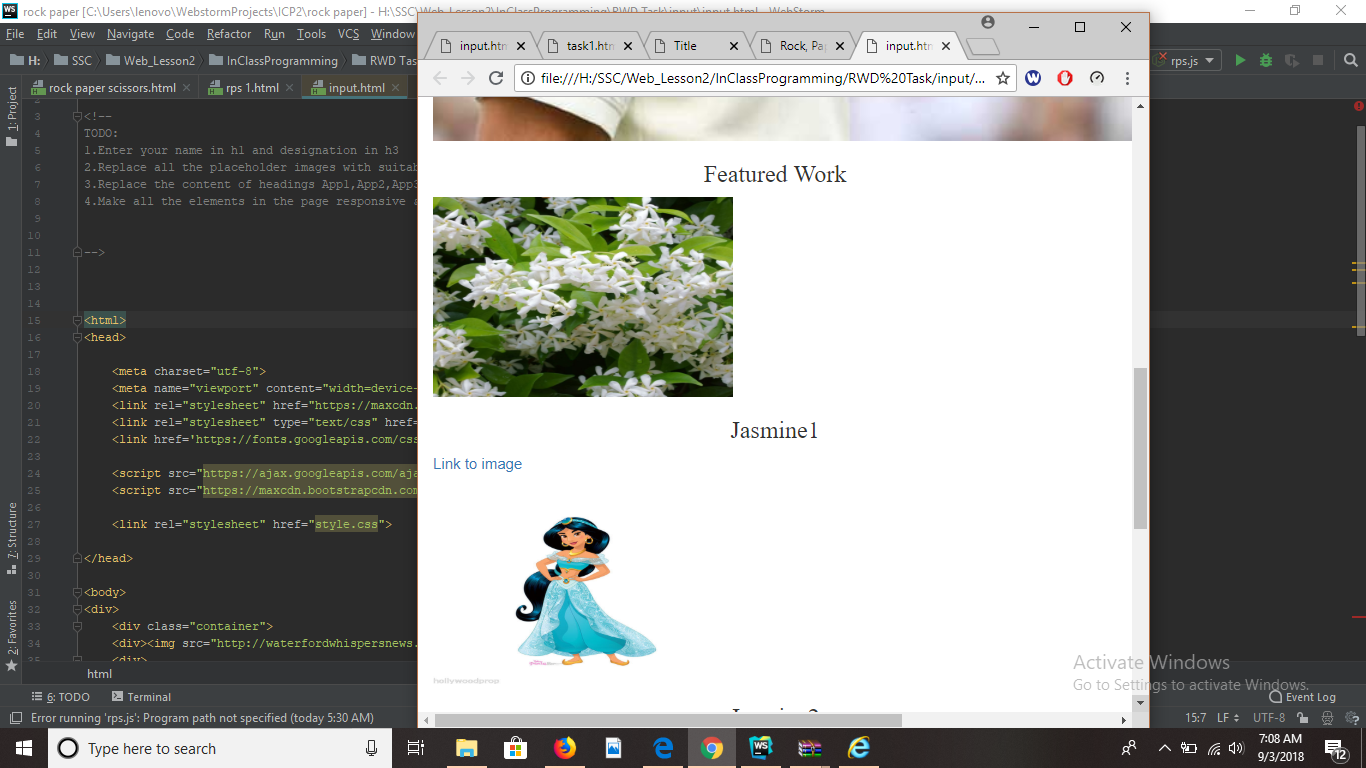 rock paper [C:\Users\lenovo\WebstormProjects\ICP2\rock paper] - H:\SSC\Web_Lesson2\InClassProgramming\RWD Task\input\input.html - WebStorm
File Edit View Navigate Code Refactor Run Tools VCS Window
H: SSC Web_Lesson2 InClassProgramming RWD Tas
rps.js
rock paper scissors.html rps 1.html input.html
1: Project
7: Structure
2: Favorites
3 <!--
4 TODO:
5 1.Enter your name in h1 and designation in h3
6 2.Replace all the placeholder images with suitab
7 3.Replace the content of headings App1,App2,App3
8 4.Make all the elements in the page responsive a
9
10
11 -->
12
13
14
15 <html>
16 <head>
17
18 <meta charset="utf-8">
19 <meta name="viewport" content="width=device-
20 <link rel="stylesheet" href="https://maxcdn.
21 <link rel="stylesheet" type="text/css" href=
22 <link href='https://fonts.googleapis.com/css
23
24 <script src="https://ajax.googleapis.com/aja
25 <script src="https://maxcdn.bootstrapcdn.com
26
27 <link rel="stylesheet" href="style.css">
28
29 </head>
30
31 <body>
32 <div>
33 <div class="container">
34 <div><img src="http://waterfordwhispersnews.
35 <div>
html
6: TODO Terminal
Event Log
Error running 'rps.js': Program path not specified (today 5:30 AM)
15:7 LF UTF-8
input.htm task1.htm Title Rock, Pa input.htm
file:///H:/SSC/Web_Lesson2/InClassProgramming/RWD%20Task/input/...
Featured Work
Jasmine1
Link to image
hollywoodprop
Activate Windows
Go to Settings to activate Windows.
Type here to search
7:08 AM
9/3/2018
12